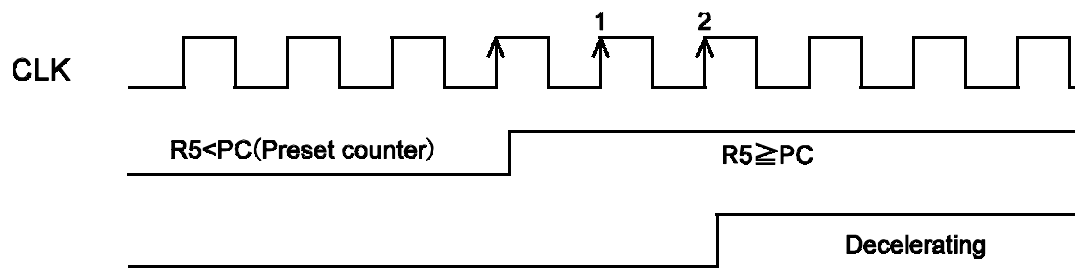 1 2
CLK
R5<PC(Preset counter)
R5≧PC
Decelerating